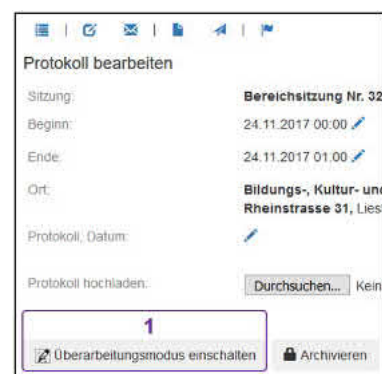 Protokoll bearbeiten
Sitzung: Bereichsitzung Nr. 32
Beginn: 24.11.2017 00:00
Ende: 24.11.2017 01:00
Ort: Bildungs-, Kultur- und
Rheinstrasse 31, Liest
Protokoll, Datum:
Protokoll hochladen: Durchsuchen... Kein
1
Überarbeitungsmodus einschalten Archivieren